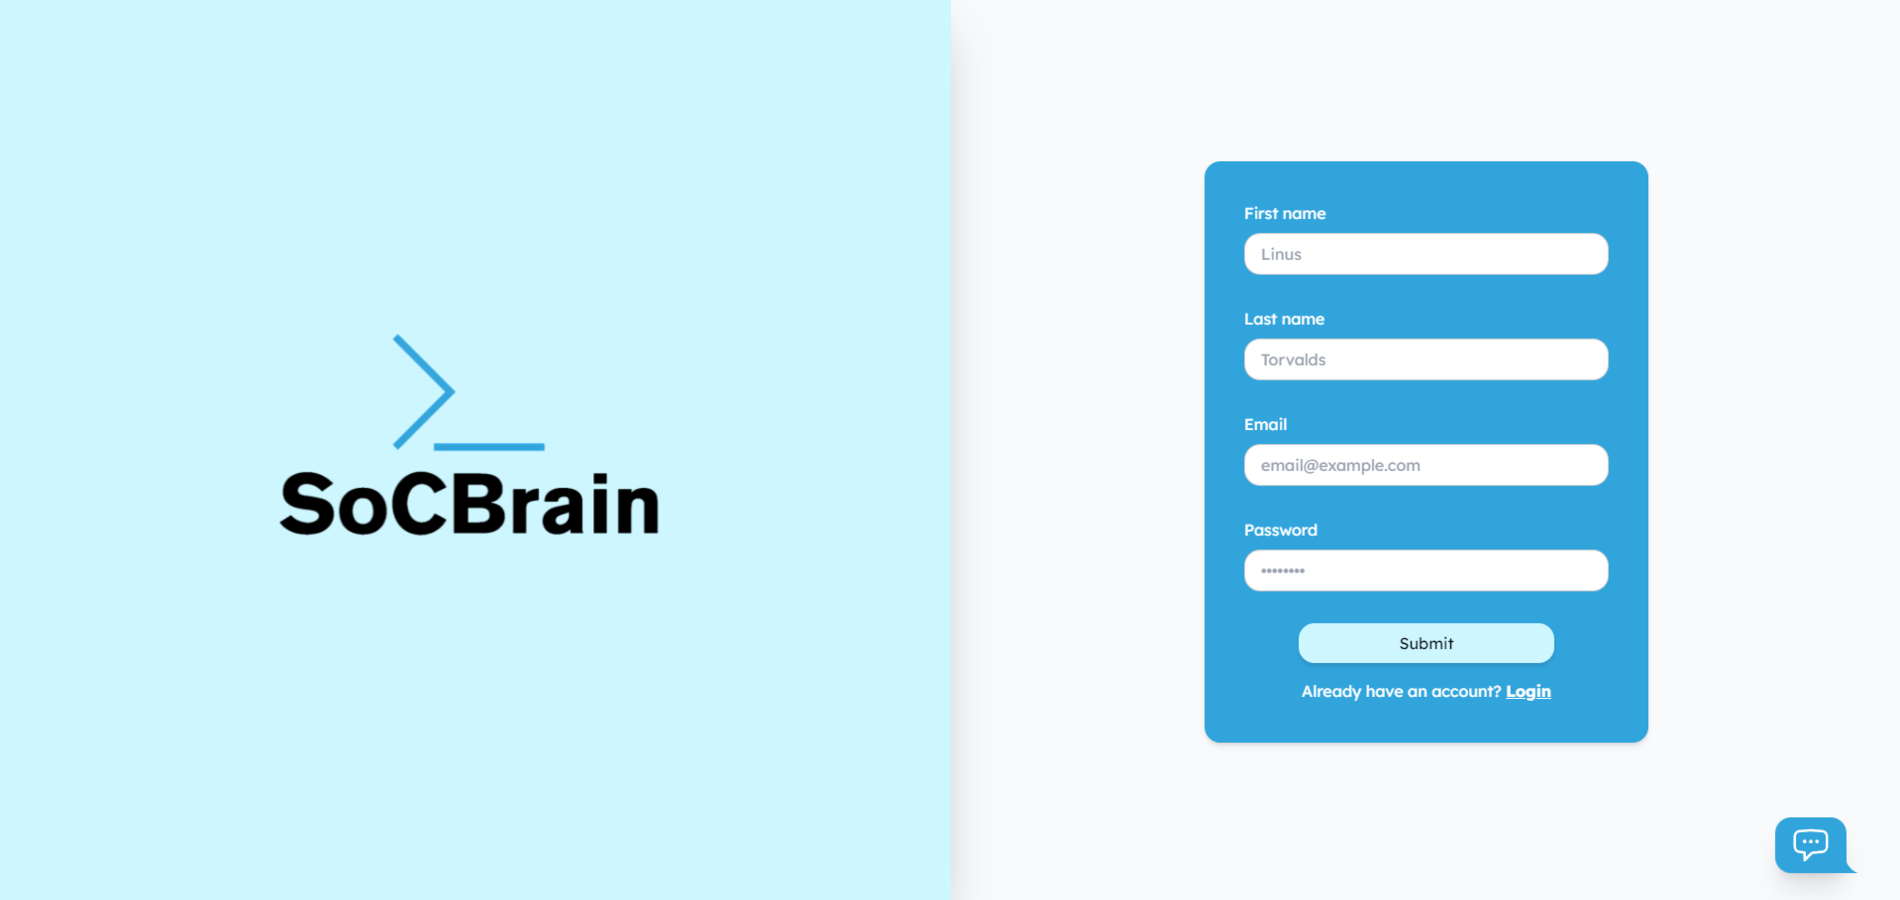 SoCBrain
First name
Linus
Last name
Torvalds
Email
email@example.com
Password
••••••••
Submit
Already have an account? Login